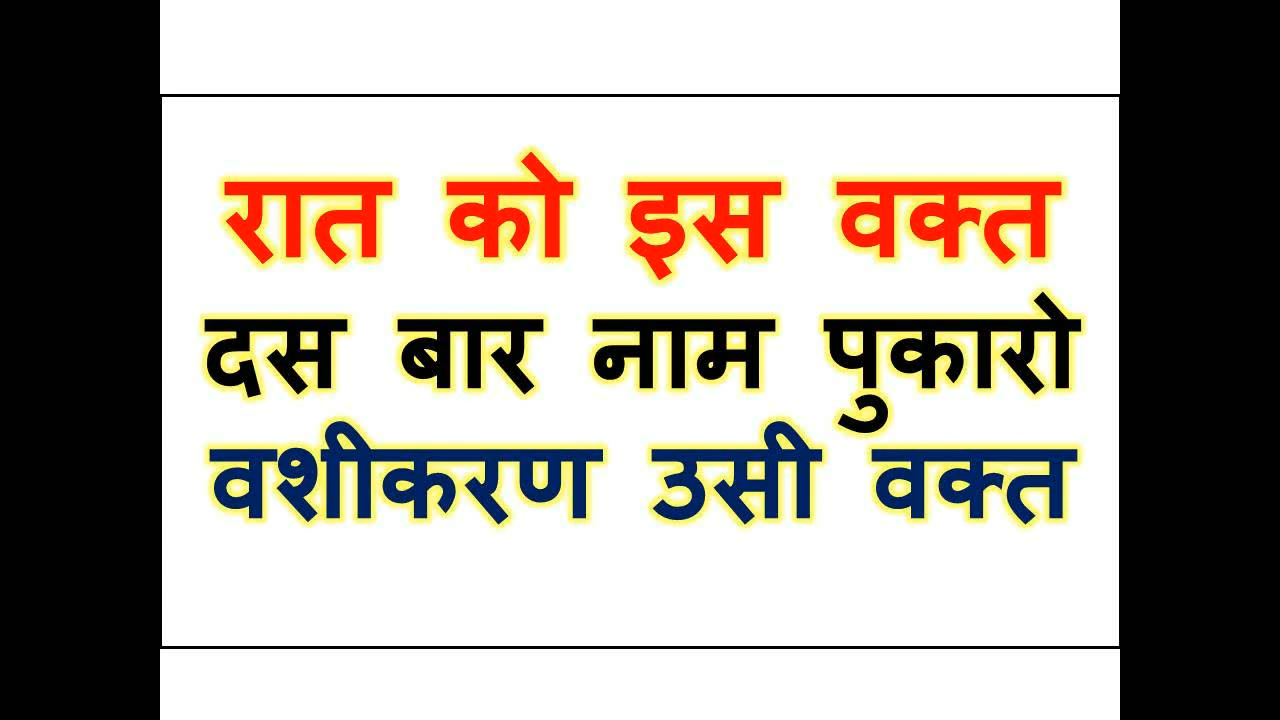 रात को इस वक्त
दस बार नाम पुकारो
वशीकरण उसी वक्त